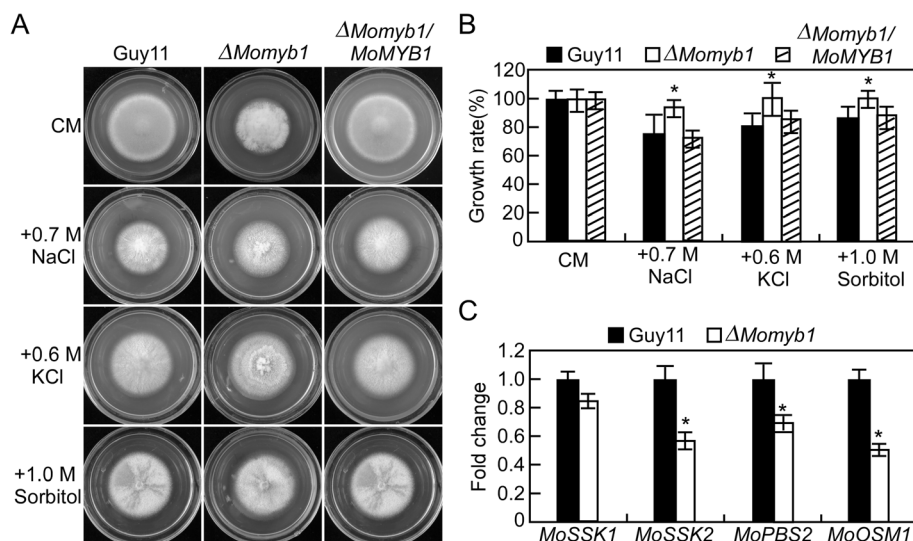 A
Guy11
ΔMomyb1
ΔMomyb1/
MoMYB1
CM
+0.7 M
NaCl
+0.6 M
KCl
+1.0 M
Sorbitol
B
Guy11
ΔMomyb1
ΔMomyb1/
MoMYB1
Growth rate(%)
120
100
80
60
40
20
0
* * *
CM
+0.7 M
NaCl
+0.6 M
KCl
+1.0 M
Sorbitol
C
Guy11
ΔMomyb1
Fold change
1.2
1.0
0.8
0.6
0.4
0.2
0
* * *
MoSSK1 MoSSK2 MoPBS2 MoOSM1